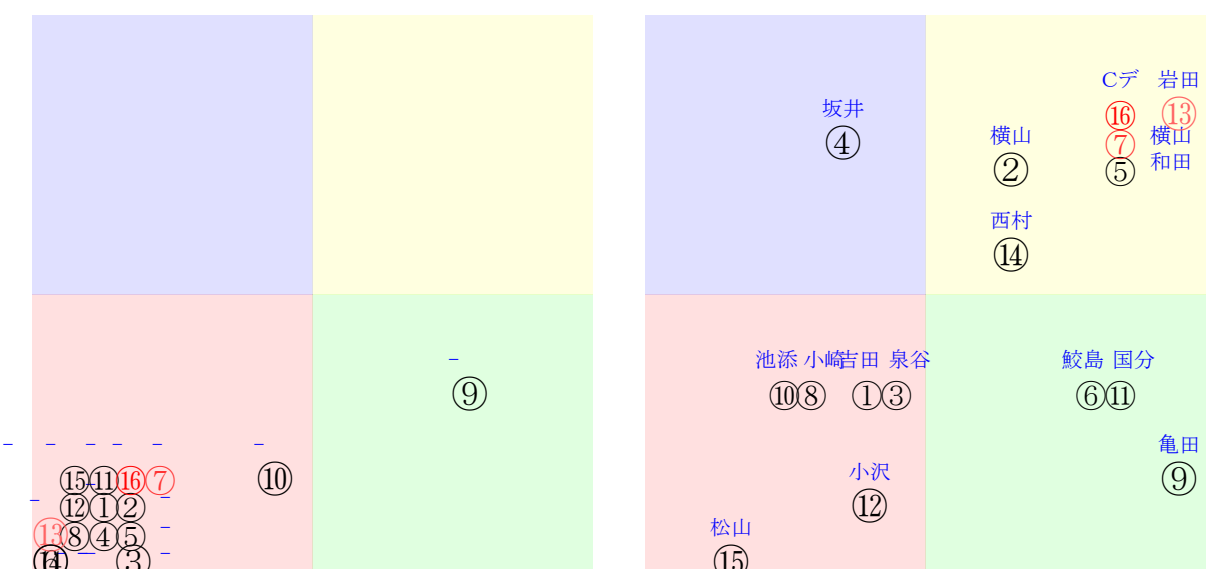 Cデ 岩田
坂井
⑯ ⑬
横山 ⑦ 横山
④ ② ⑤ 和田
西村
⑭
– 池添 小崎 吉田 泉谷 鮫島 国分
⑨ ⑩⑧ ①③ ⑥⑪
– – – – – – 亀田
⑮⑪⑯⑦ ⑩ 小沢 ⑨
⑫①② ⑫
⑬⑧④⑤ 松山
⑭ ③ ⑮